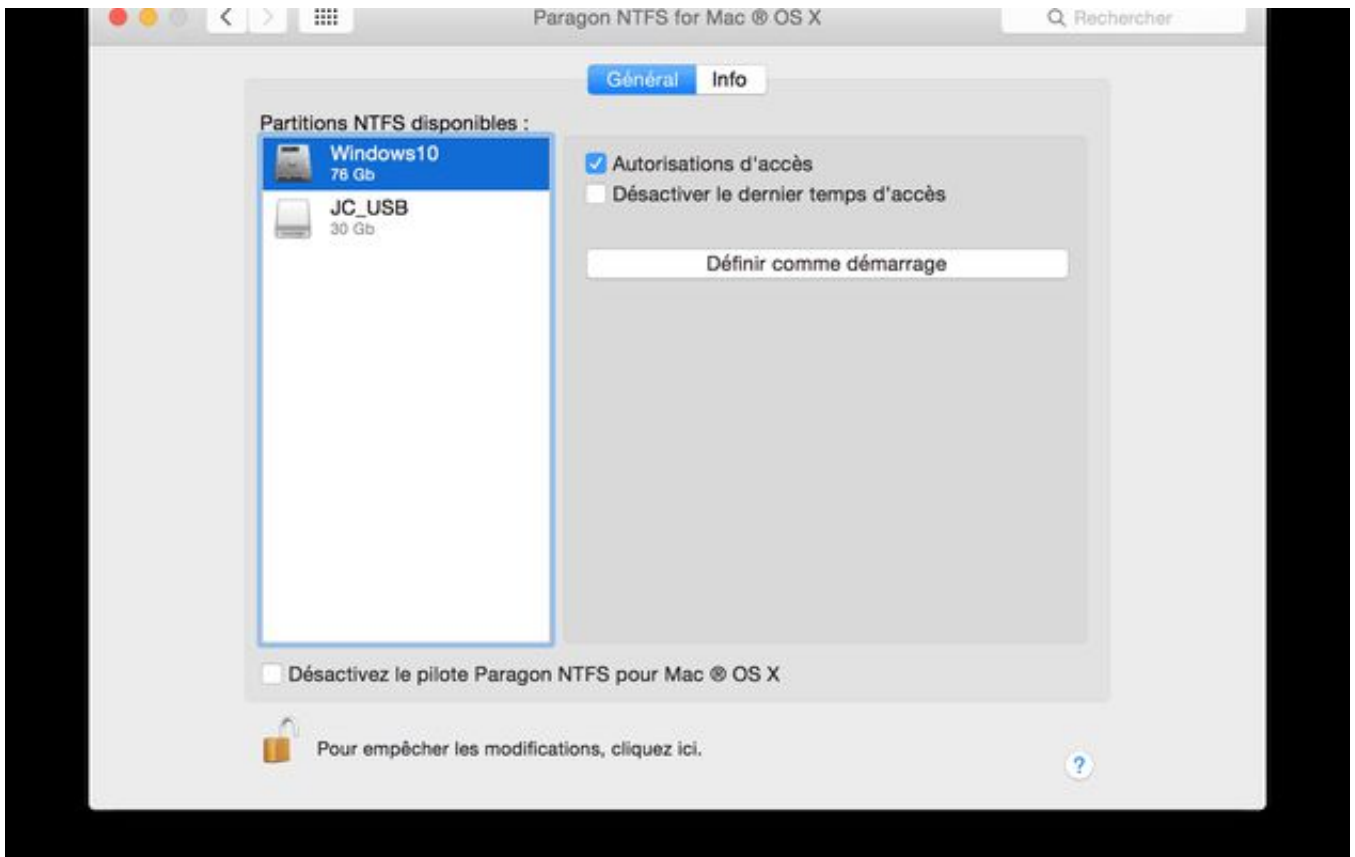 Paragon NTFS for Mac ® OS X
Rechercher
Général
Info
Partitions NTFS disponibles :
Windows10
76 Gb
JC_USB
30 Gb
Autorisations d'accès
Désactiver le dernier temps d'accès
Définir comme démarrage
Désactivez le pilote Paragon NTFS pour Mac ® OS X
Pour empêcher les modifications, cliquez ici.
?